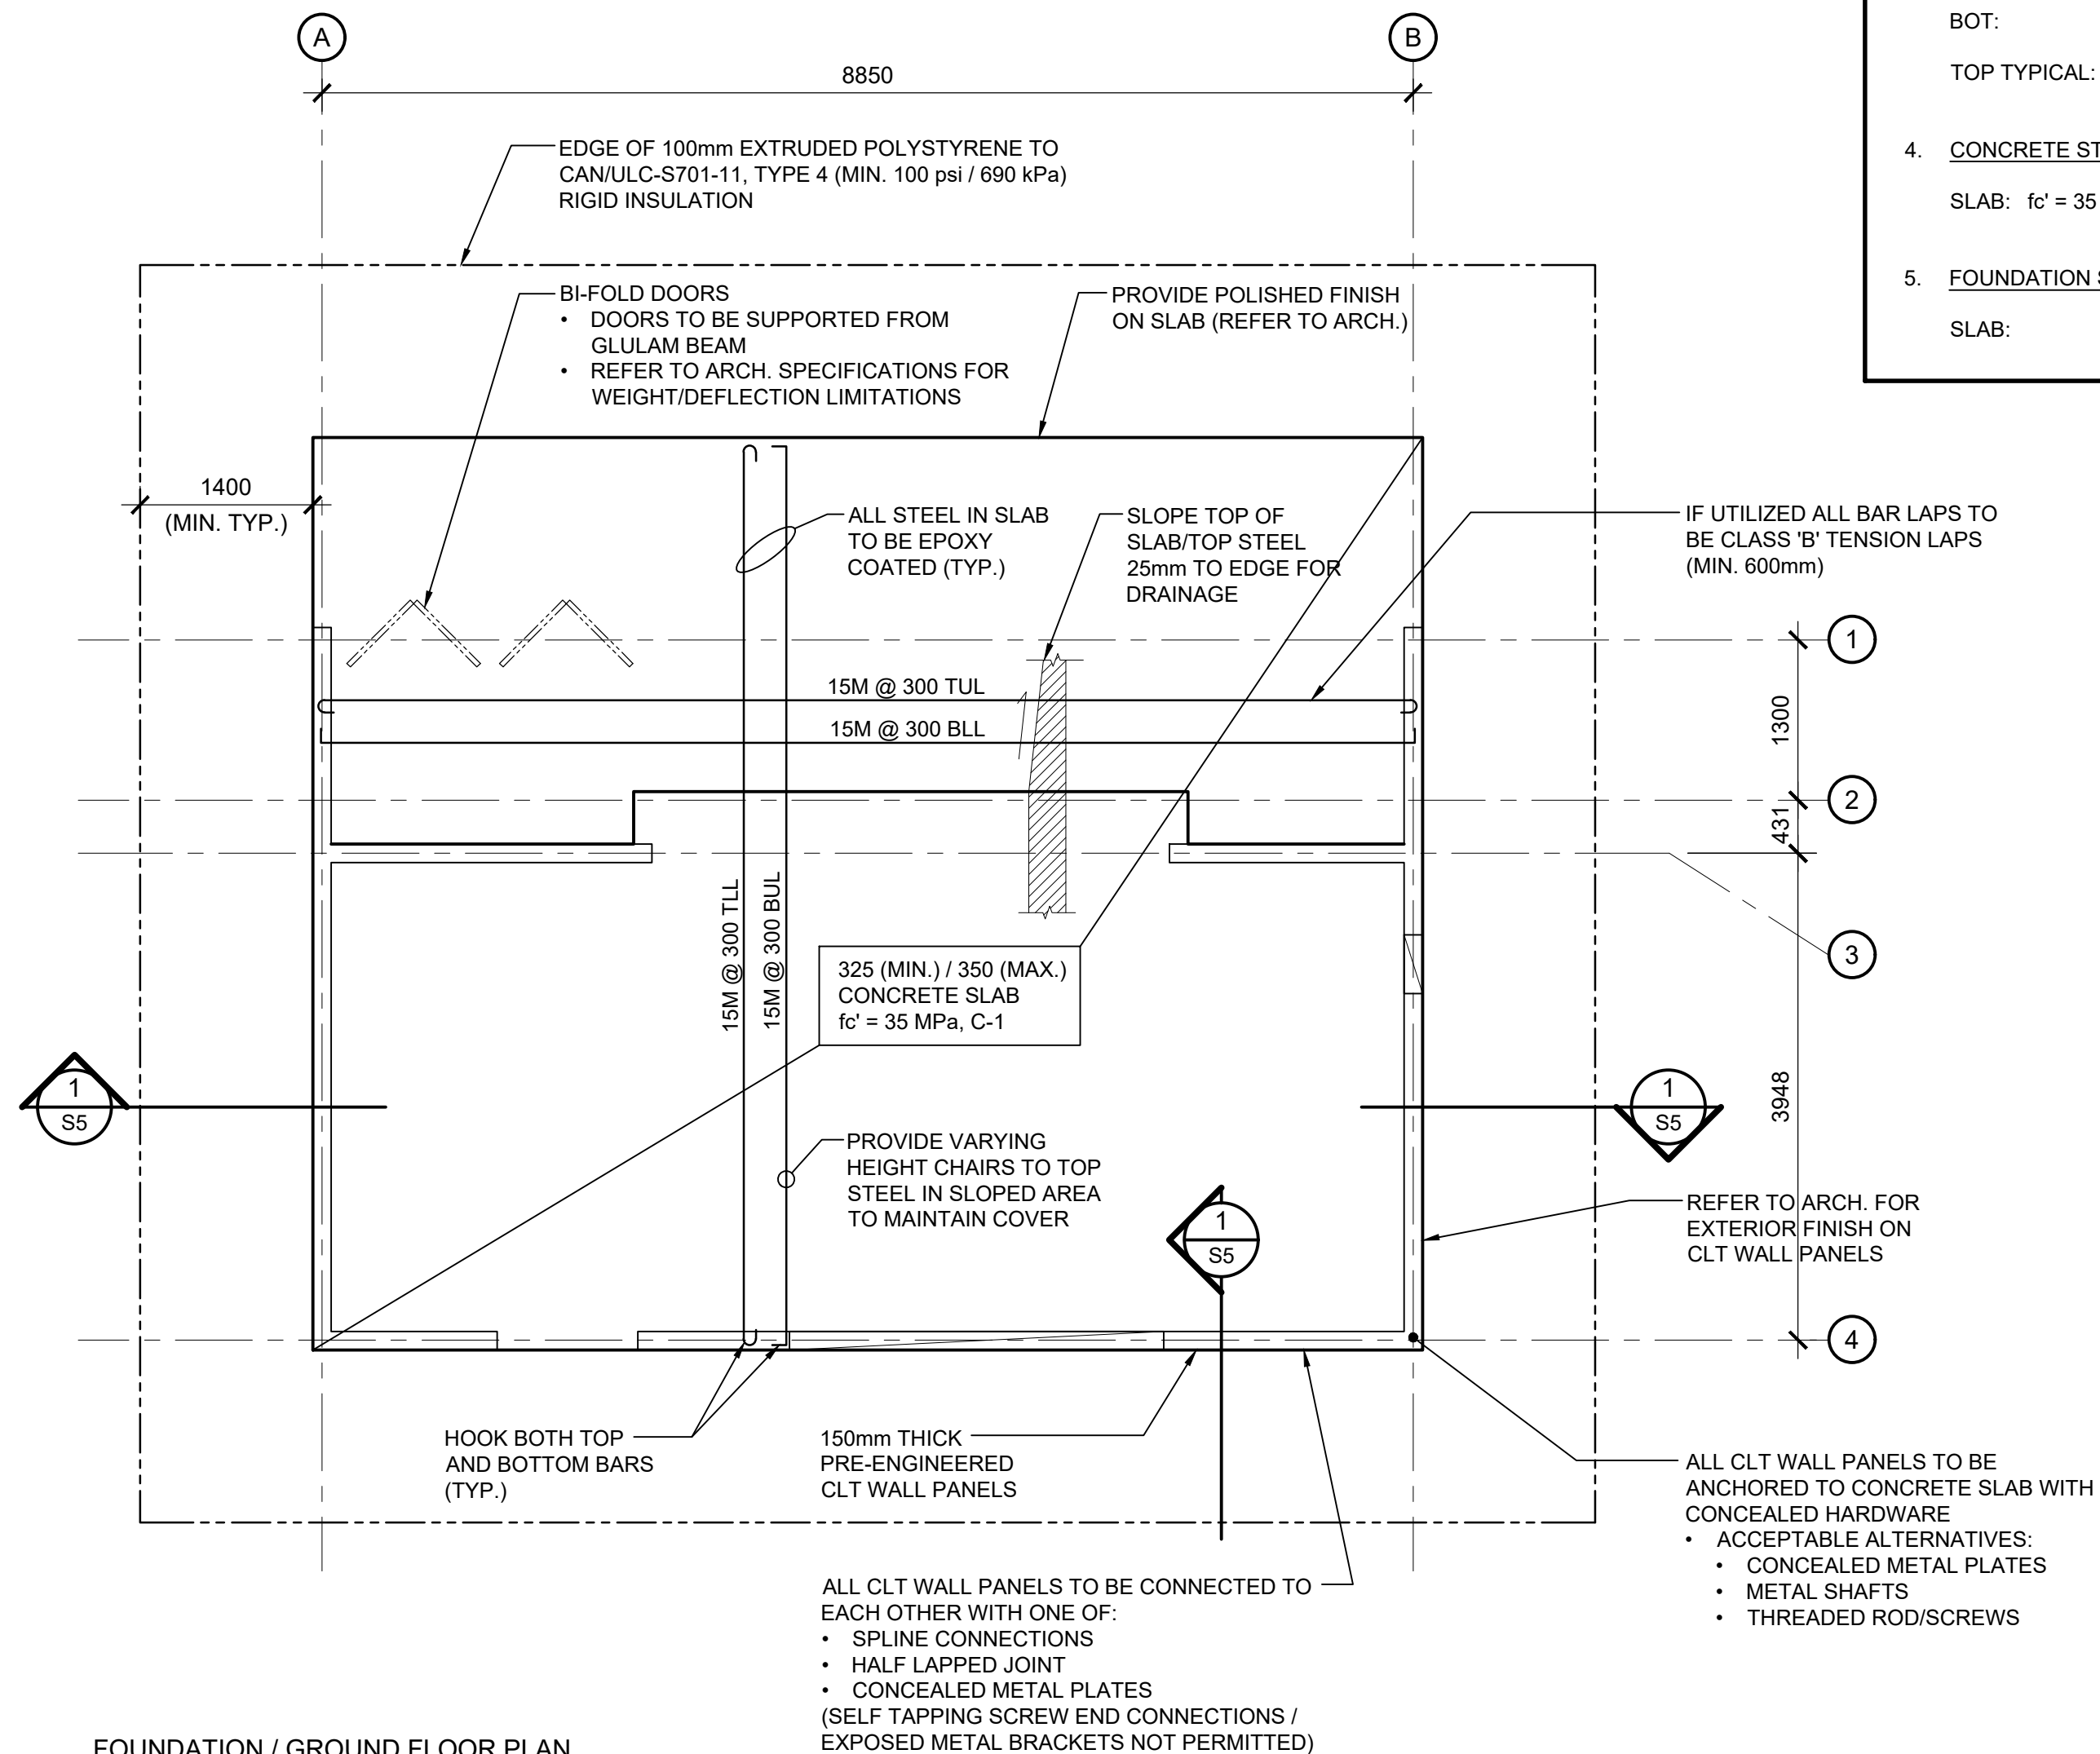 A
B
8850
BOT:
TOP TYPICAL:
4. CONCRETE ST
SLAB: fc' = 35
5. FOUNDATION
SLAB:
EDGE OF 100mm EXTRUDED POLYSTYRENE TO
CAN/ULC-S701-11, TYPE 4 (MIN. 100 psi / 690 kPa)
RIGID INSULATION
BI-FOLD DOORS
• DOORS TO BE SUPPORTED FROM
GLULAM BEAM
• REFER TO ARCH. SPECIFICATIONS FOR
WEIGHT/DEFLECTION LIMITATIONS
PROVIDE POLISHED FINISH
ON SLAB (REFER TO ARCH.)
1400
(MIN. TYP.)
ALL STEEL IN SLAB
TO BE EPOXY
COATED (TYP.)
SLOPE TOP OF
SLAB/TOP STEEL
25mm TO EDGE FOR
DRAINAGE
IF UTILIZED ALL BAR LAPS TO
BE CLASS 'B' TENSION LAPS
(MIN. 600mm)
1
15M @ 300 TUL
15M @ 300 BLL
1300
2
431
15M @ 300 TLL
15M @ 300 BUL
3
325 (MIN.) / 350 (MAX.)
CONCRETE SLAB
fc' = 35 MPa, C-1
1
S5
1
S5
3948
PROVIDE VARYING
HEIGHT CHAIRS TO TOP
STEEL IN SLOPED AREA
TO MAINTAIN COVER
1
S5
REFER TO ARCH. FOR
EXTERIOR FINISH ON
CLT WALL PANELS
4
HOOK BOTH TOP
AND BOTTOM BARS
(TYP.)
150mm THICK
PRE-ENGINEERED
CLT WALL PANELS
ALL CLT WALL PANELS TO BE
ANCHORED TO CONCRETE SLAB WITH
CONCEALED HARDWARE
• ACCEPTABLE ALTERNATIVES:
• CONCEALED METAL PLATES
• METAL SHAFTS
• THREADED ROD/SCREWS
ALL CLT WALL PANELS TO BE CONNECTED TO
EACH OTHER WITH ONE OF:
• SPLINE CONNECTIONS
• HALF LAPPED JOINT
• CONCEALED METAL PLATES
(SELF TAPPING SCREW END CONNECTIONS /
EXPOSED METAL BRACKETS NOT PERMITTED)
FOUNDATION / GROUND FLOOR PLAN